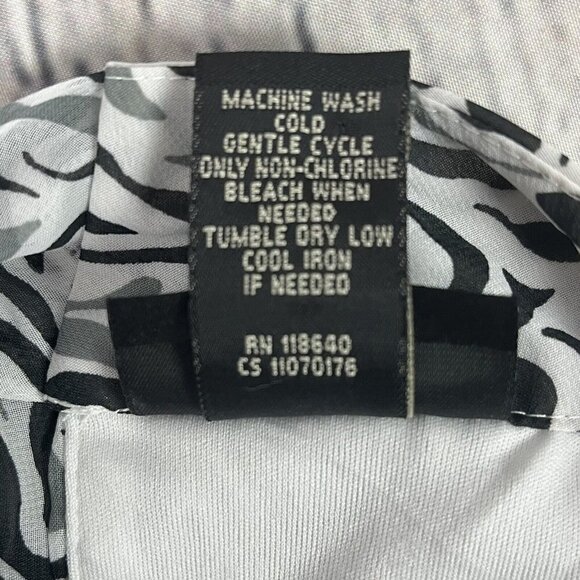 MACHINE WASH
COLD
GENTLE CYCLE
ONLY NON-CHLORINE
BLEACH WHEN
NEEDED
TUMBLE DRY LOW
COOL IRON
IF NEEDED
RN 118640
CS 11070176